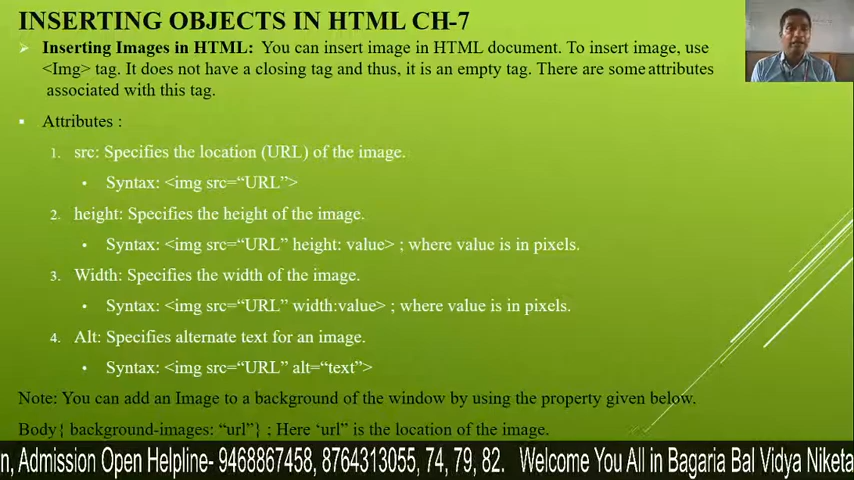 INSERTING OBJECTS IN HTML CH-7
Inserting Images in HTML: You can insert image in HTML document. To insert image, use
<Img> tag. It does not have a closing tag and thus, it is an empty tag. There are some attributes
associated with this tag.
Attributes :
1. src: Specifies the location (URL) of the image.
Syntax: <img src=“URL”>
2. height: Specifies the height of the image.
Syntax: <img src=“URL” height: value> ; where value is in pixels.
3. Width: Specifies the width of the image.
Syntax: <img src=“URL” width:value> ; where value is in pixels.
4. Alt: Specifies alternate text for an image.
Syntax: <img src=“URL” alt=“text”>
Note: You can add an Image to a background of the window by using the property given below.
Body{ background-images: “url”} ; Here ‘url” is the location of the image.
n, Admission Open Helpline- 9468867458, 8764313055, 74, 79, 82. Welcome You All in Bagaria Bal Vidya Niketa